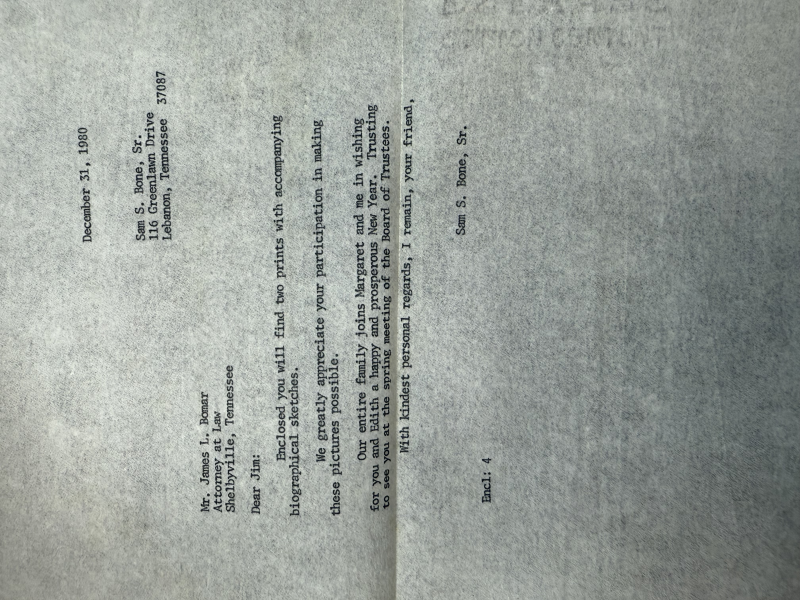 December 31, 1980
Sam S. Bone, Sr.
116 Greenlawn Drive
Lebanon, Tennessee 37087
Mr. James L. Bomar
Attorney at Law
Shelbyville, Tennessee
Dear Jim:
Enclosed you will find two prints with accompanying
biographical sketches.
We greatly appreciate your participation in making
these pictures possible.
Our entire family joins Margaret and me in wishing
for you and Edith a happy and prosperous New Year. Trusting
to see you at the spring meeting of the Board of Trustees.
With kindest personal regards, I remain, your friend,
Sam S. Bone, Sr.
Encl: 4